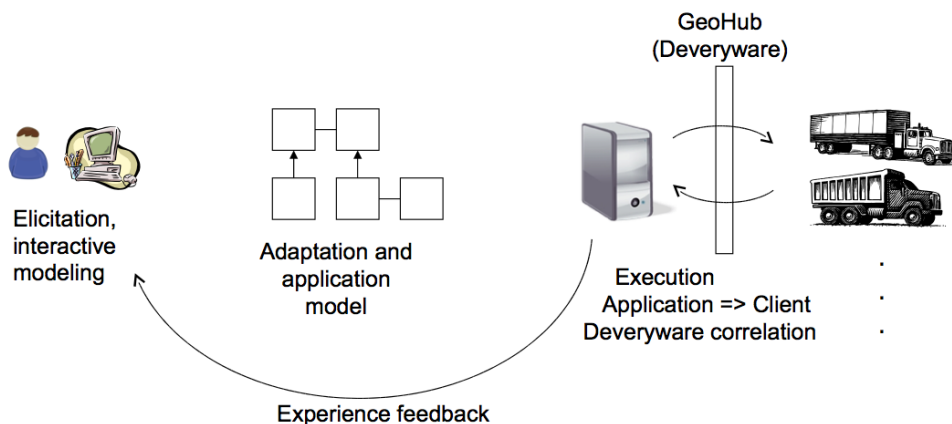 GeoHub
(Deveryware)
Elicitation,
interactive
modeling
Adaptation and
application
model
Execution
Application => Client
Deveryware correlation
Experience feedback